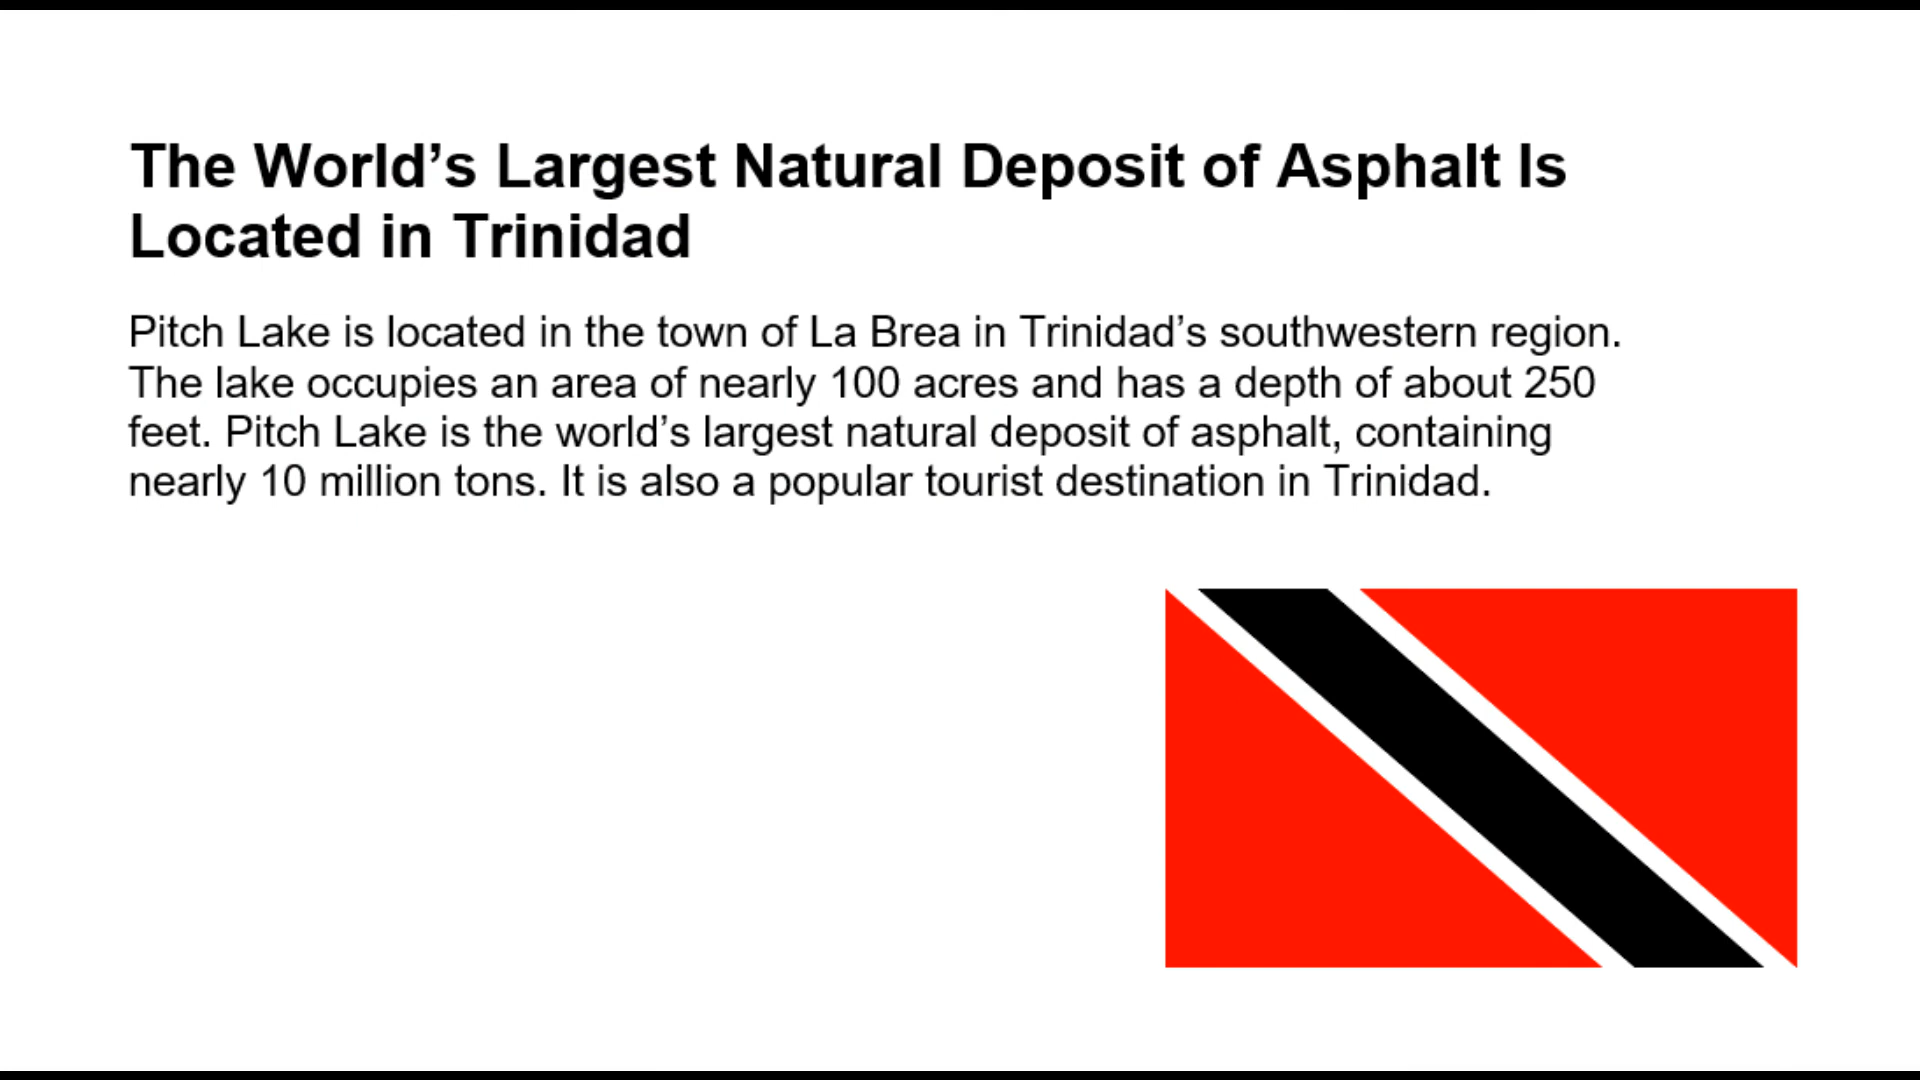 The World’s Largest Natural Deposit of Asphalt Is
Located in Trinidad
Pitch Lake is located in the town of La Brea in Trinidad’s southwestern region.
The lake occupies an area of nearly 100 acres and has a depth of about 250
feet. Pitch Lake is the world’s largest natural deposit of asphalt, containing
nearly 10 million tons. It is also a popular tourist destination in Trinidad.